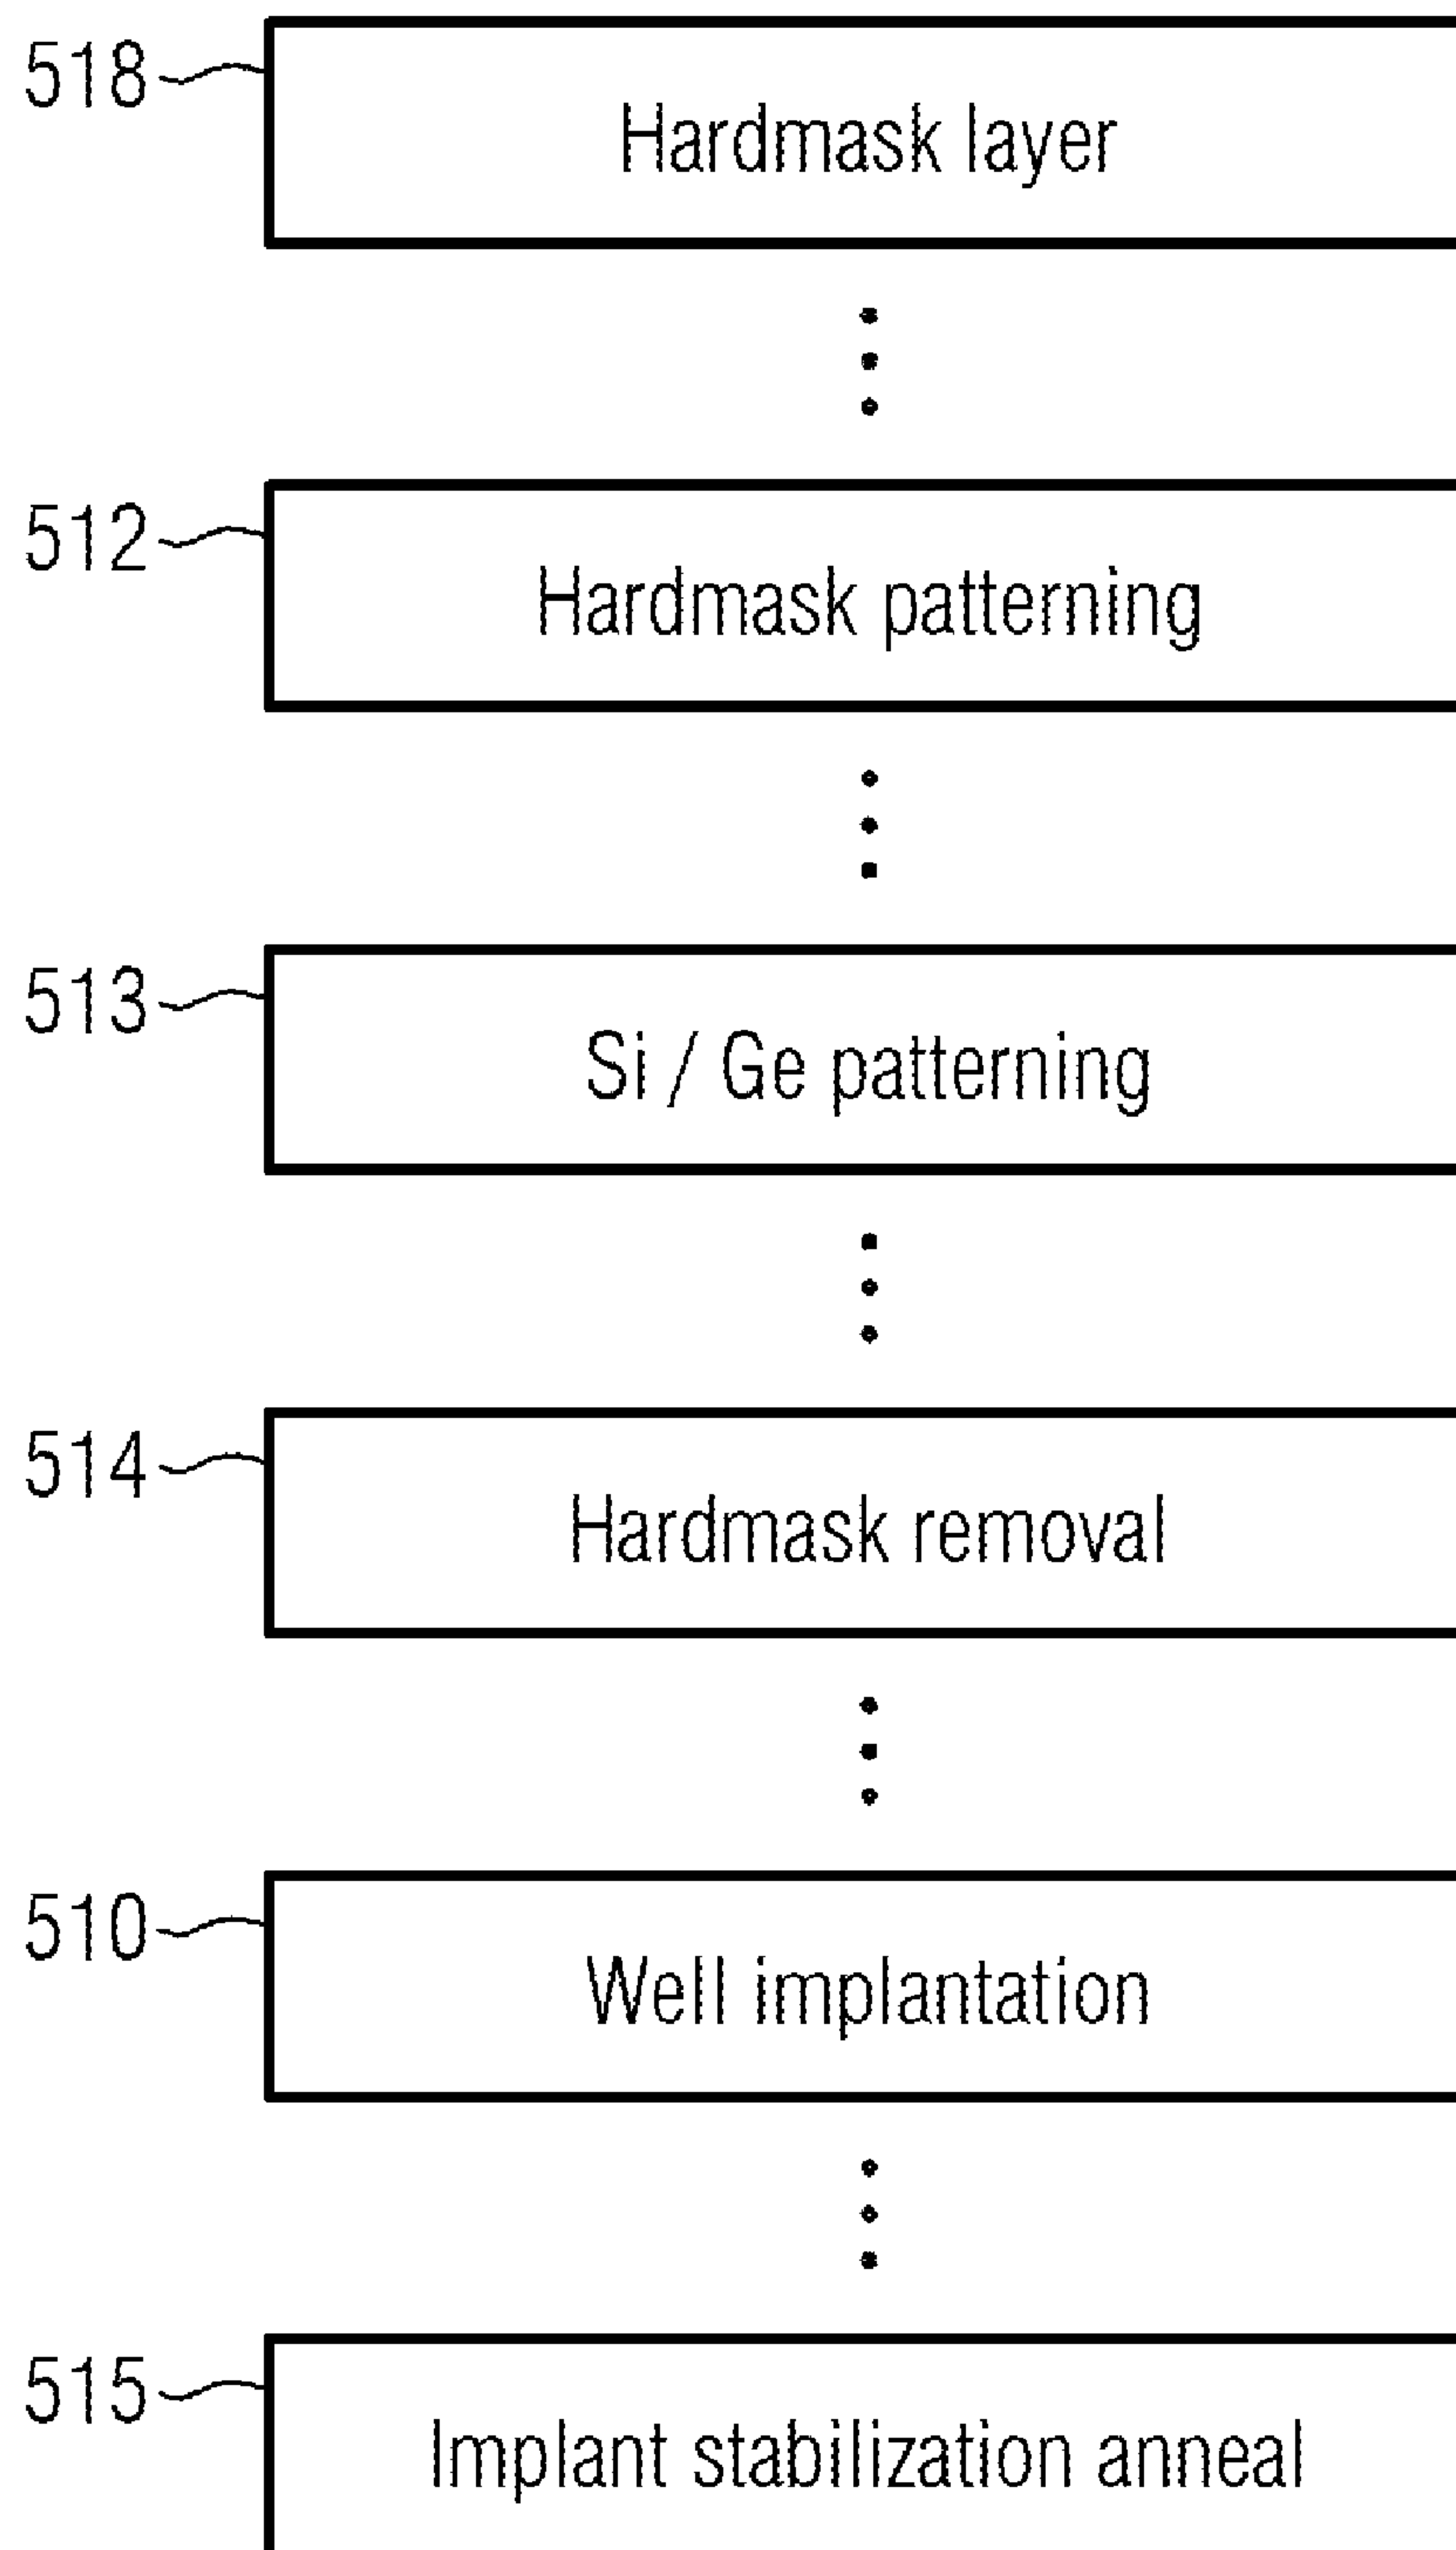 518
Hardmask layer
512
Hardmask patterning
513
Si / Ge patterning
514
Hardmask removal
510
Well implantation
515
Implant stabilization anneal